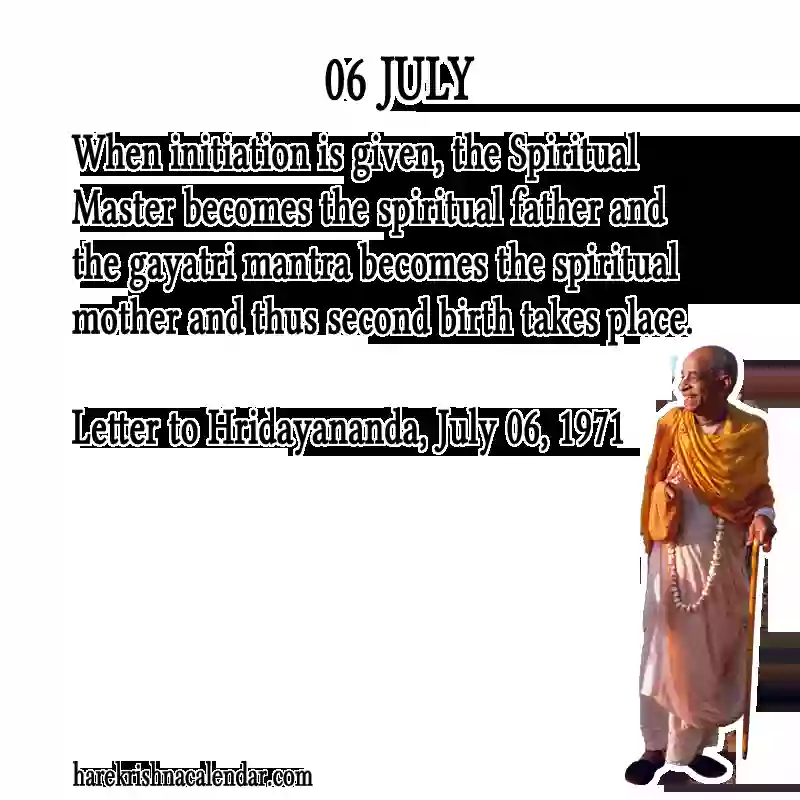 06 JULY
When initiation is given, the Spiritual
Master becomes the spiritual father and
the gayatri mantra becomes the spiritual
mother and thus second birth takes place.
Letter to Hridayananda, July 06, 1971
harekrishnacalendar.com